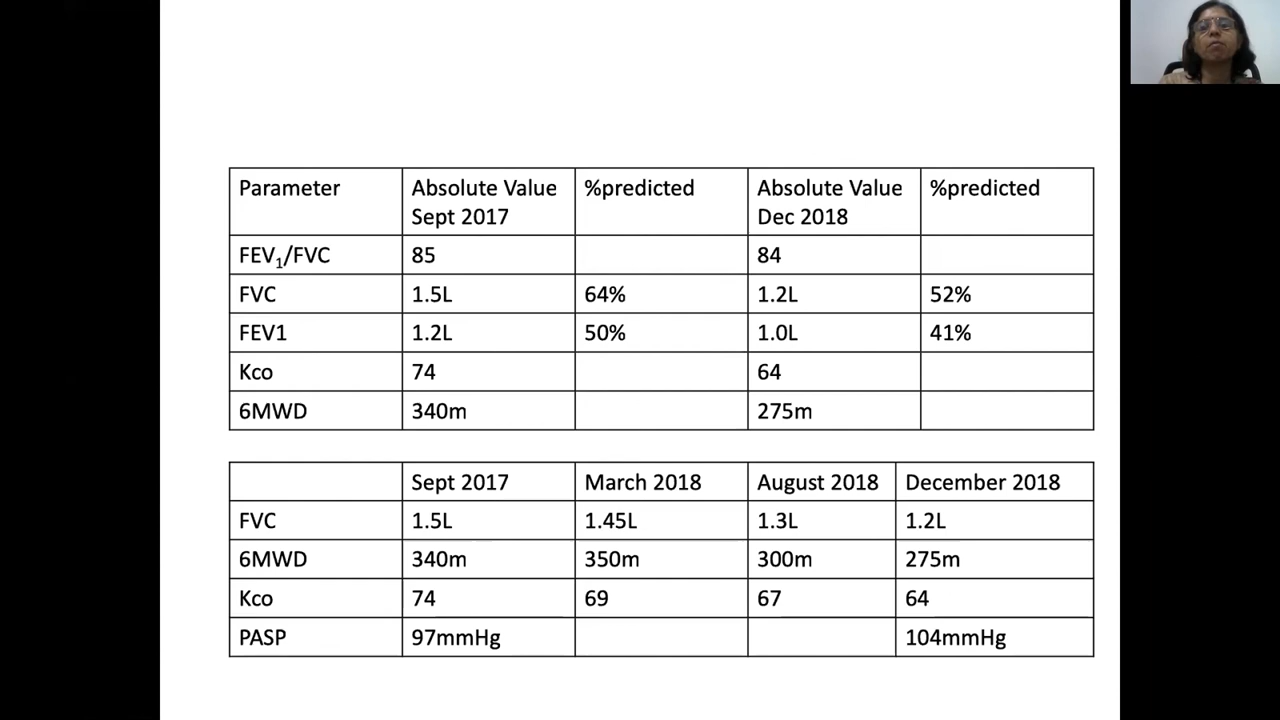 Parameter Absolute Value Sept 2017 %predicted Absolute Value Dec 2018 %predicted
FEV1/FVC 85 84
FVC 1.5L 64% 1.2L 52%
FEV1 1.2L 50% 1.0L 41%
Kco 74 64
6MWD 340m 275m
Sept 2017 March 2018 August 2018 December 2018
FVC 1.5L 1.45L 1.3L 1.2L
6MWD 340m 350m 300m 275m
Kco 74 69 67 64
PASP 97mmHg 104mmHg